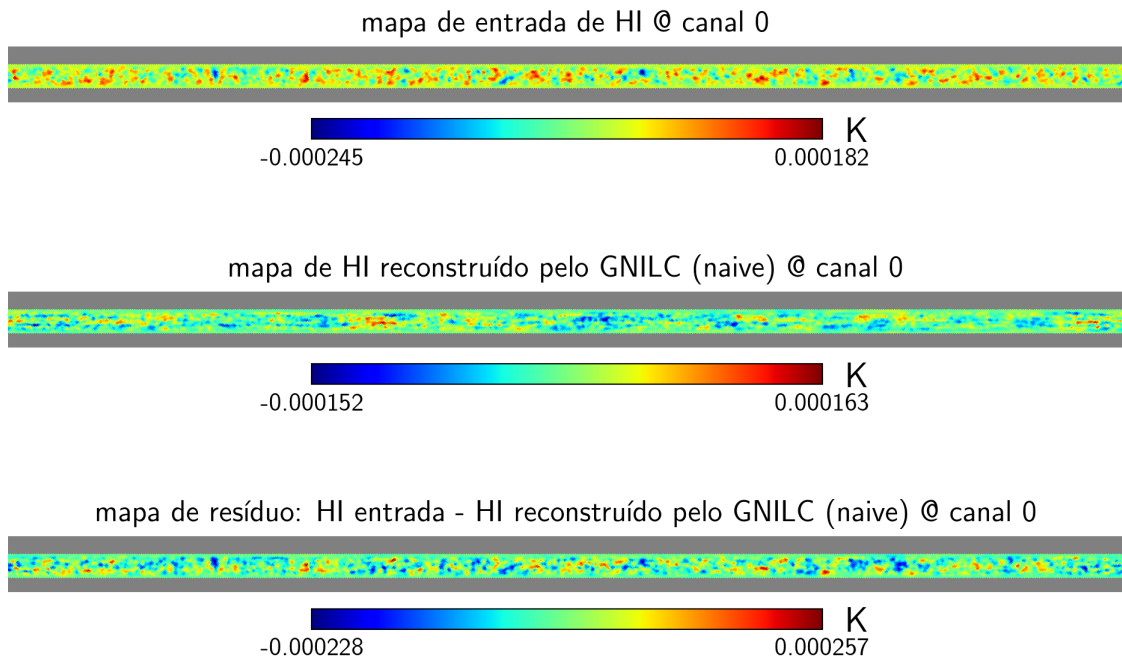 mapa de entrada de HI @ canal 0
K
-0.000245 0.000182
mapa de HI reconstruído pelo GNILC (naive) @ canal 0
K
-0.000152 0.000163
mapa de resíduo: HI entrada - HI reconstruído pelo GNILC (naive) @ canal 0
K
-0.000228 0.000257